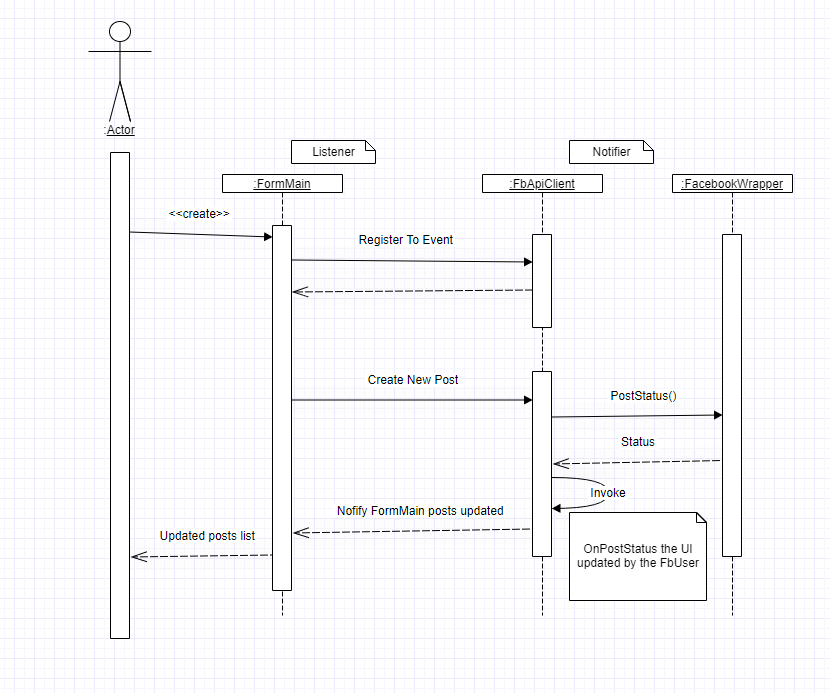 :Actor
Listener
Notifier
:FormMain
:FbApiClient
:FacebookWrapper
<<create>>
Register To Event
Create New Post
PostStatus()
Status
Invoke
Nofify FormMain posts updated
Updated posts list
OnPostStatus the UI
updated by the FbUser